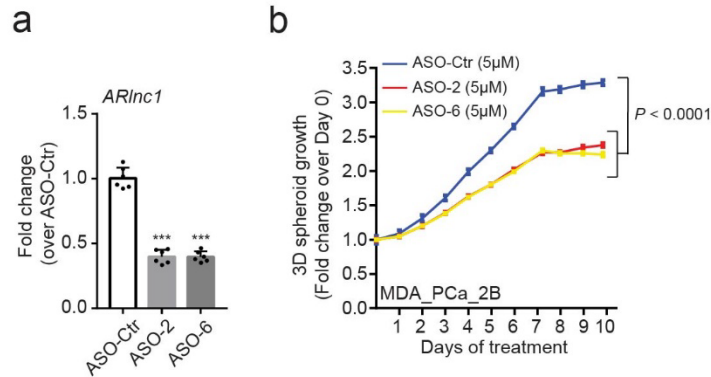 a
ARlnc1
Fold change
(over ASO-Ctr)
1.5
1.0
0.5
0.0
***
***
ASO-Ctr
ASO-2
ASO-6
b
3D spheroid growth
(Fold change over Day 0)
3.5
3.0
2.5
2.0
1.5
1.0
0.5
0.0
ASO-Ctr (5µM)
ASO-2 (5µM)
ASO-6 (5µM)
P < 0.0001
MDA_PCa_2B
1 2 3 4 5 6 7 8 9 10
Days of treatment